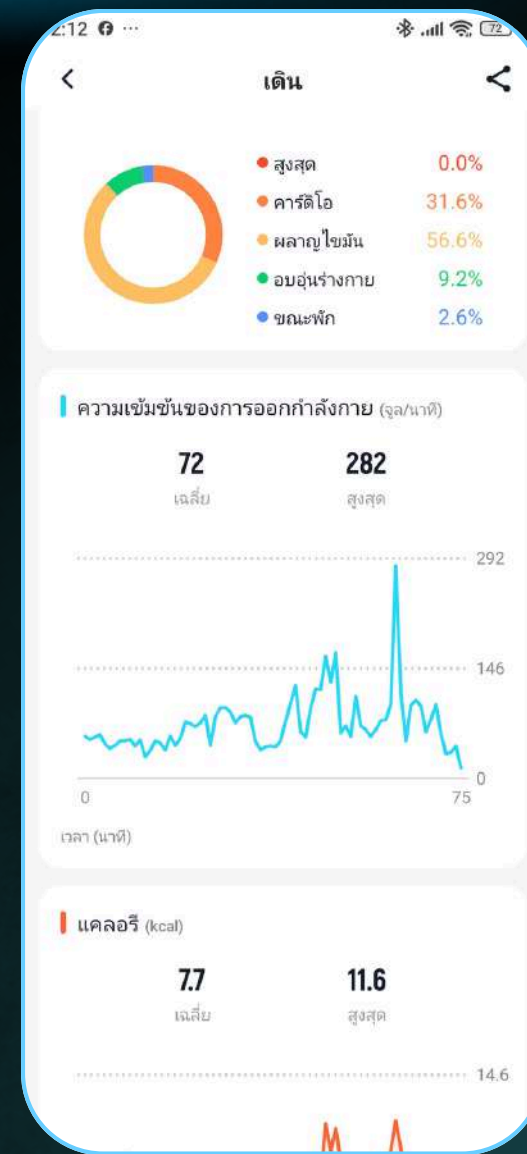 2:12 ...
72
เดิน
สูงสุด 0.0%
คาร์ดิโอ 31.6%
ผลาญไขมัน 56.6%
อบอุ่นร่างกาย 9.2%
ขณะพัก 2.6%
ความเข้มข้นของการออกกำลังกาย (จูล/นาที)
72 282
เฉลี่ย สูงสุด
292
146
0
0 75
เวลา (นาที)
แคลอรี (kcal)
7.7 11.6
เฉลี่ย สูงสุด
14.6